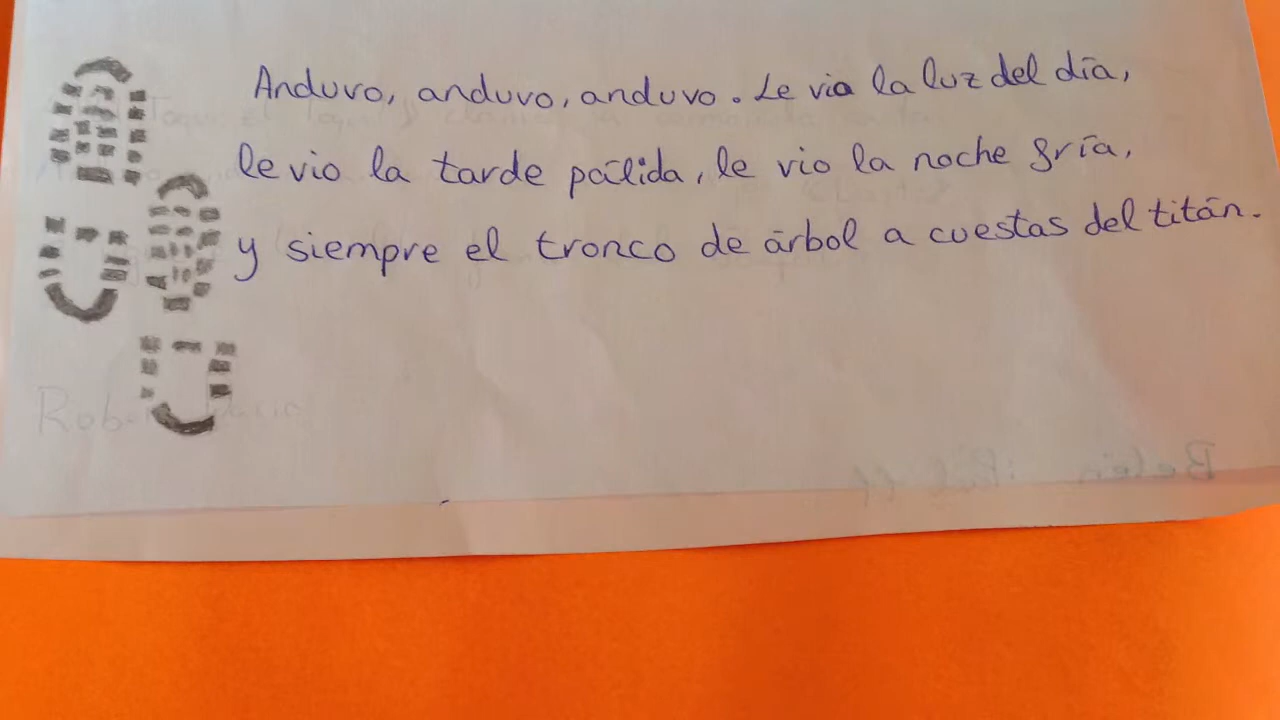 Anduvo, anduvo, anduvo. Le vio la luz del día,
le vio la tarde pálida, le vio la noche fría,
y siempre el tronco de árbol a cuestas del titán.